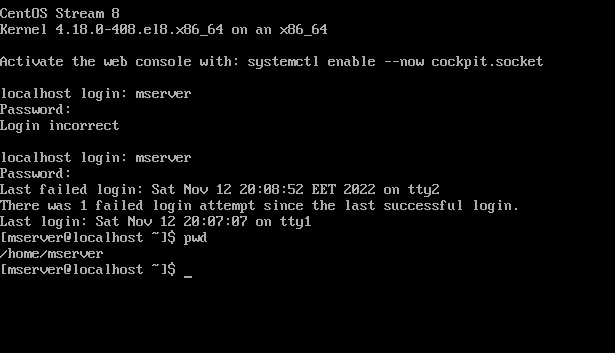 CentOS Stream 8
Kernel 4.18.0-408.el8.x86_64 on an x86_64
Activate the web console with: systemctl enable --now cockpit.socket
localhost login: mserver
Password:
Login incorrect
localhost login: mserver
Password:
Last failed login: Sat Nov 12 20:08:52 EET 2022 on tty2
There was 1 failed login attempt since the last successful login.
Last login: Sat Nov 12 20:07:07 on tty1
[mserver@localhost ~]$ pwd
/home/mserver
[mserver@localhost ~]$ _